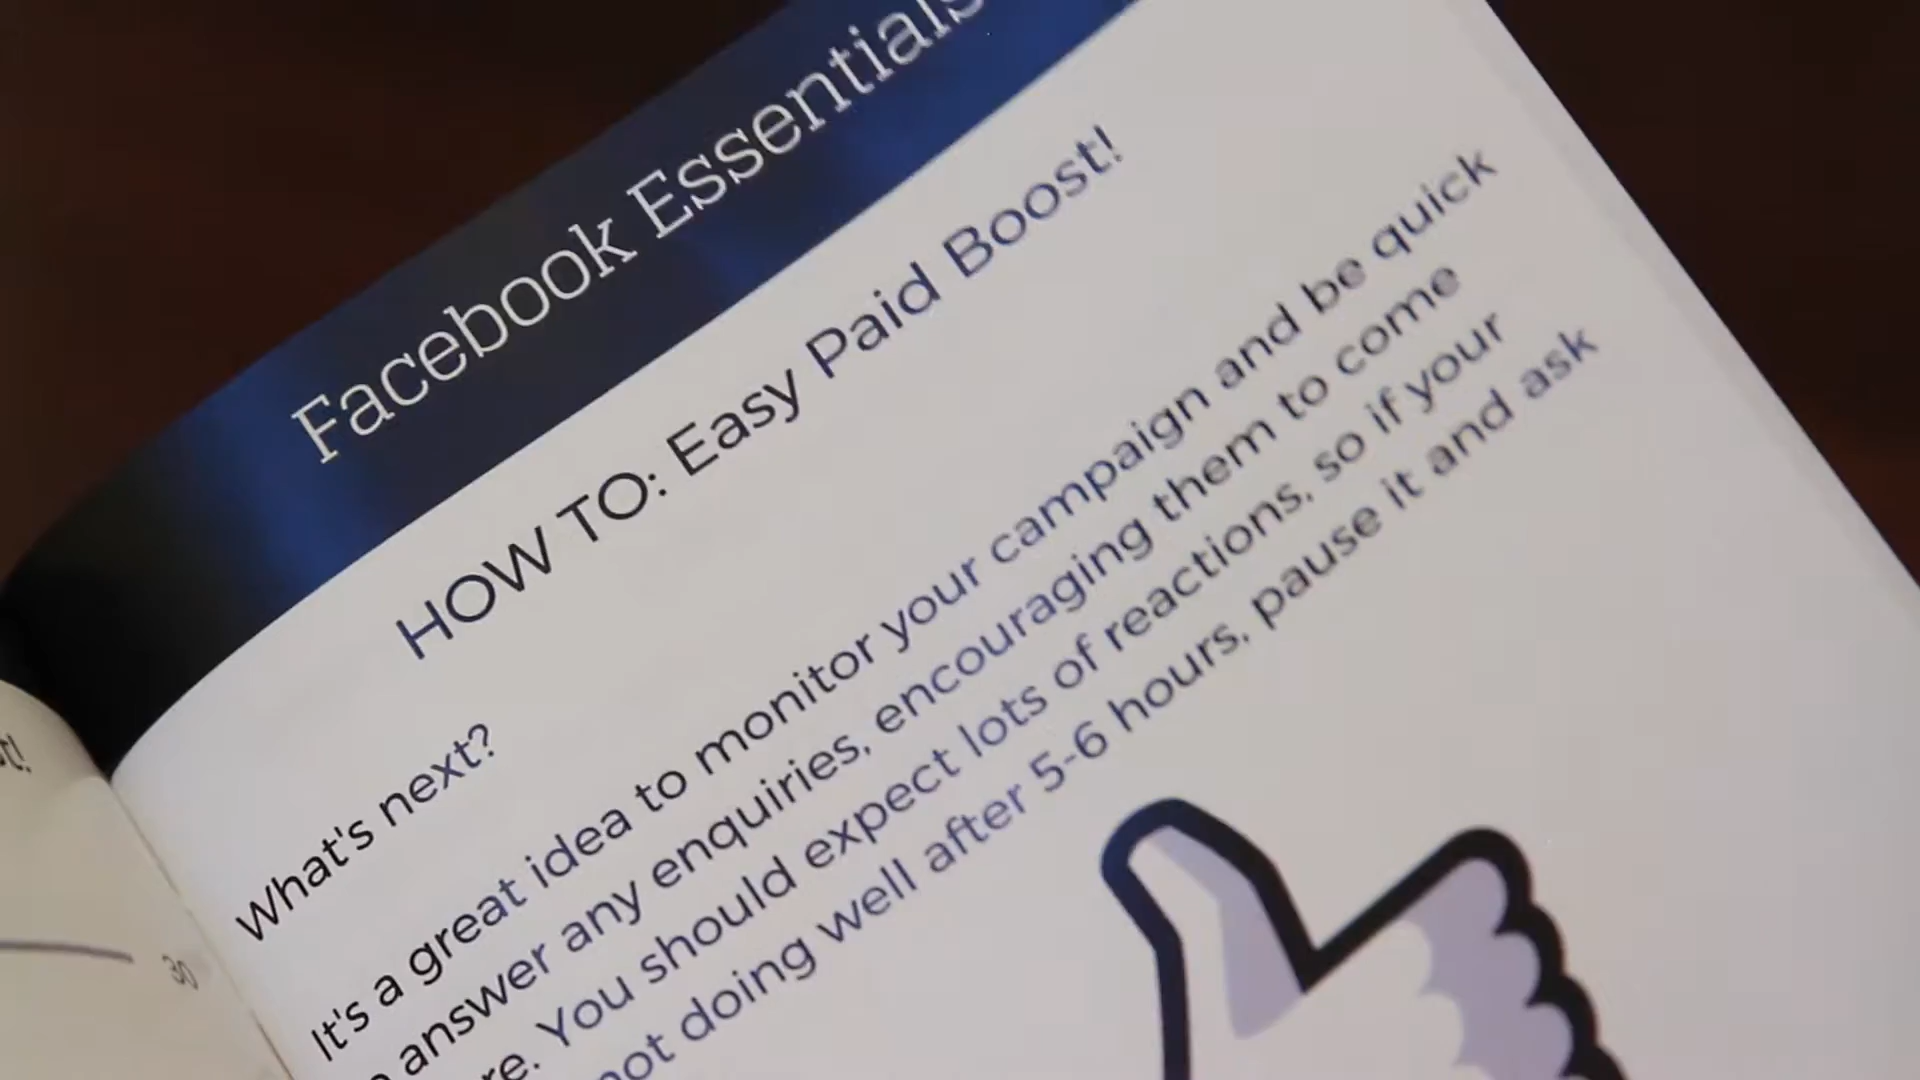 Facebook Essentials
HOW TO: Easy Paid Boost!
What's next?
It's a great idea to monitor your campaign and be quick
answer any enquiries, encouraging them to come
You should expect lots of reactions, so if your
not doing well after 5-6 hours, pause it and ask
30